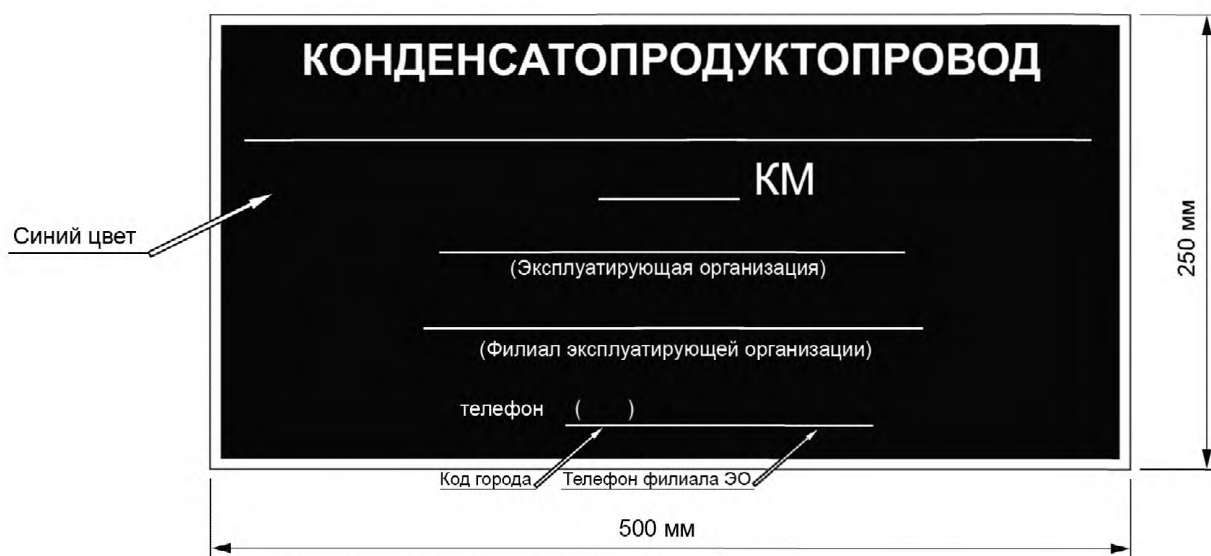 КОНДЕНСАТОПРОДУКТОПРОВОД
КМ
Синий цвет
(Эксплуатирующая организация)
(Филиал эксплуатирующей организации)
телефон ( )
Код города
Телефон филиала ЭО
250 мм
500 мм